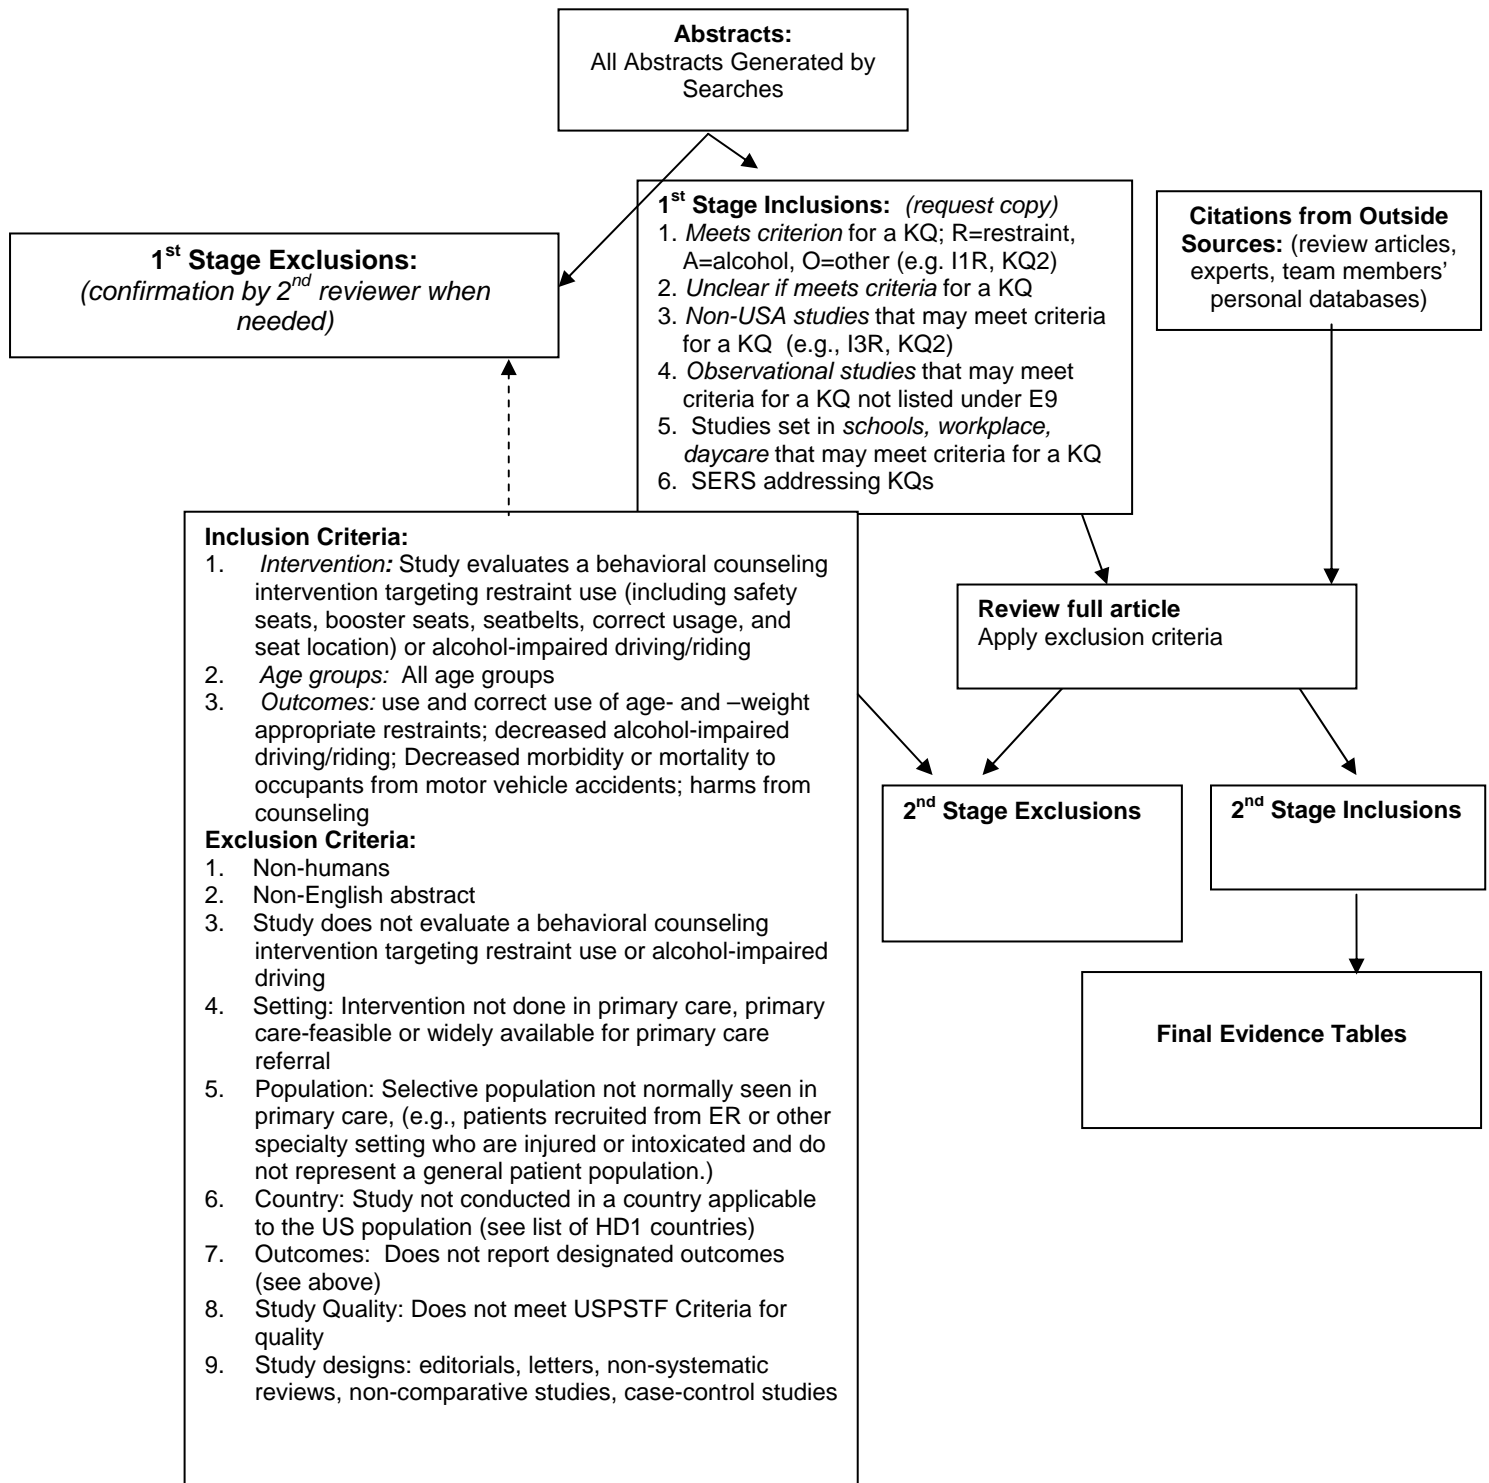 Abstracts:
All Abstracts Generated by
Searches
1st Stage Exclusions:
(confirmation by 2nd reviewer when
needed)
1st Stage Inclusions: (request copy)
1. Meets criterion for a KQ; R=restraint,
A=alcohol, O=other (e.g. I1R, KQ2)
2. Unclear if meets criteria for a KQ
3. Non-USA studies that may meet criteria
for a KQ (e.g., I3R, KQ2)
4. Observational studies that may meet
criteria for a KQ not listed under E9
5. Studies set in schools, workplace,
daycare that may meet criteria for a KQ
6. SERS addressing KQs
Citations from Outside
Sources: (review articles,
experts, team members’
personal databases)
Inclusion Criteria:
1. Intervention: Study evaluates a behavioral counseling
intervention targeting restraint use (including safety
seats, booster seats, seatbelts, correct usage, and
seat location) or alcohol-impaired driving/riding
2. Age groups: All age groups
3. Outcomes: use and correct use of age- and –weight
appropriate restraints; decreased alcohol-impaired
driving/riding; Decreased morbidity or mortality to
occupants from motor vehicle accidents; harms from
counseling
Exclusion Criteria:
1. Non-humans
2. Non-English abstract
3. Study does not evaluate a behavioral counseling
intervention targeting restraint use or alcohol-impaired
driving
4. Setting: Intervention not done in primary care, primary
care-feasible or widely available for primary care
referral
5. Population: Selective population not normally seen in
primary care, (e.g., patients recruited from ER or other
specialty setting who are injured or intoxicated and do
not represent a general patient population.)
6. Country: Study not conducted in a country applicable
to the US population (see list of HD1 countries)
7. Outcomes: Does not report designated outcomes
(see above)
8. Study Quality: Does not meet USPSTF Criteria for
quality
9. Study designs: editorials, letters, non-systematic
reviews, non-comparative studies, case-control studies
Review full article
Apply exclusion criteria
2nd Stage Exclusions
2nd Stage Inclusions
Final Evidence Tables